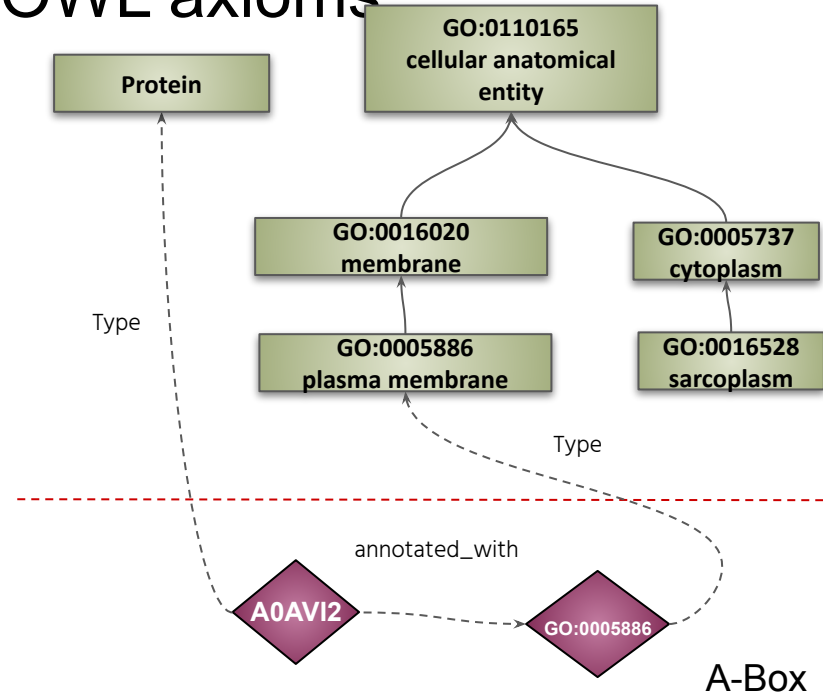 OWL axioms
GO:0110165
cellular anatomical
entity
Protein
GO:0016020
membrane
GO:0005737
cytoplasm
Type
GO:0005886
plasma membrane
GO:0016528
sarcoplasm
Type
annotated_with
A0AVI2
GO:0005886
A-Box